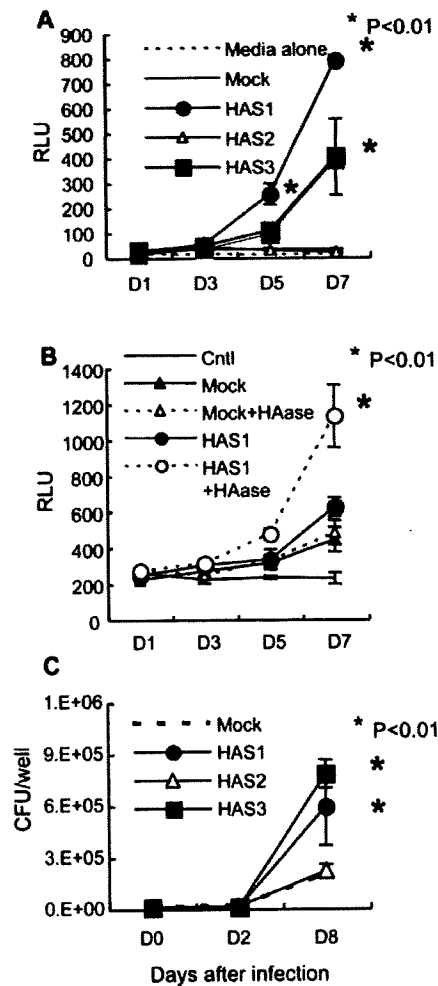 A
* P<0.01
900
800
700
600
500
400
300
200
100
0
RLU
Media alone
Mock
HAS1
HAS2
HAS3
*
*
*
D1 D3 D5 D7
B
* P<0.01
1400
1200
1000
800
600
400
200
0
RLU
Cntl
Mock
Mock+HAase
HAS1
HAS1
+HAase
*
D1 D3 D5 D7
C
* P<0.01
1.E+06
9.E+05
6.E+05
3.E+05
0.E+00
CFU/well
Mock
HAS1
HAS2
HAS3
*
*
D0 D2 D8
Days after infection